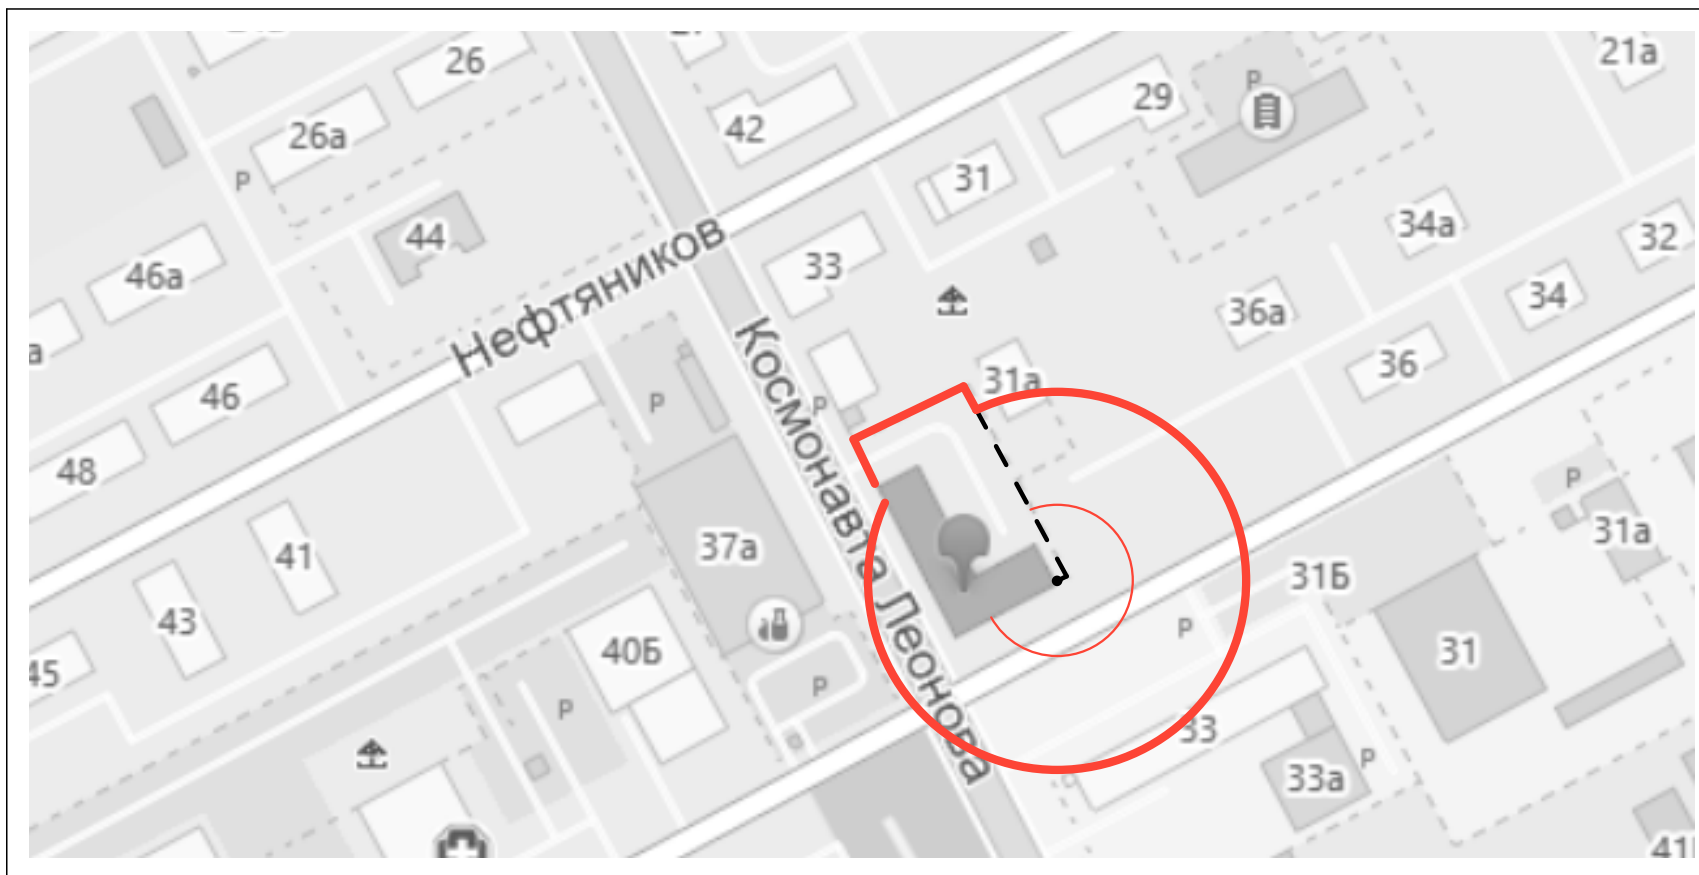 26
21а
29
42
26а
31
Р
Р
34а
32
44
Нефтяников
33
46а
34
36а
а
Космонавта Леонова
36
31а
46
Р
Р
48
Р
31а
37а
41
31Б
43
Р
40Б
31
45
Р
Р
33
Р
33а